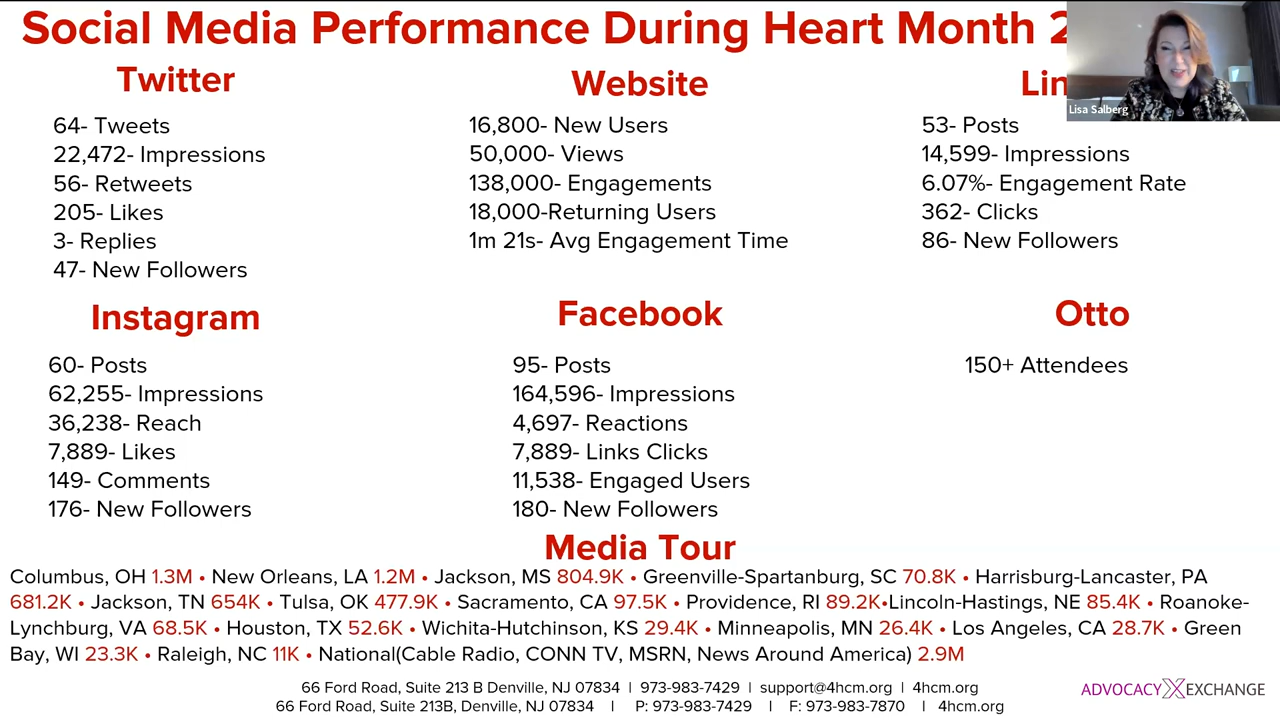 Social Media Performance During Heart Month
Lisa Salberg
Twitter
64- Tweets
22,472- Impressions
56- Retweets
205- Likes
3- Replies
47- New Followers
Website
16,800- New Users
50,000- Views
138,000- Engagements
18,000-Returning Users
1m 21s- Avg Engagement Time
53- Posts
14,599- Impressions
6.07%- Engagement Rate
362- Clicks
86- New Followers
Instagram
60- Posts
62,255- Impressions
36,238- Reach
7,889- Likes
149- Comments
176- New Followers
Facebook
95- Posts
164,596- Impressions
4,697- Reactions
7,889- Links Clicks
11,538- Engaged Users
180- New Followers
Otto
150+ Attendees
Media Tour
Columbus, OH 1.3M • New Orleans, LA 1.2M • Jackson, MS 804.9K • Greenville-Spartanburg, SC 70.8K • Harrisburg-Lancaster, PA
681.2K • Jackson, TN 654K • Tulsa, OK 477.9K • Sacramento, CA 97.5K • Providence, RI 89.2K•Lincoln-Hastings, NE 85.4K • Roanoke-
Lynchburg, VA 68.5K • Houston, TX 52.6K • Wichita-Hutchinson, KS 29.4K • Minneapolis, MN 26.4K • Los Angeles, CA 28.7K • Green
Bay, WI 23.3K • Raleigh, NC 11K • National(Cable Radio, CONN TV, MSRN, News Around America) 2.9M
66 Ford Road, Suite 213 B Denville, NJ 07834 | 973-983-7429 | support@4hcm.org | 4hcm.org
66 Ford Road, Suite 213B, Denville, NJ 07834 | P: 973-983-7429 | F: 973-983-7870 | 4hcm.org
ADVOCACY X EXCHANGE